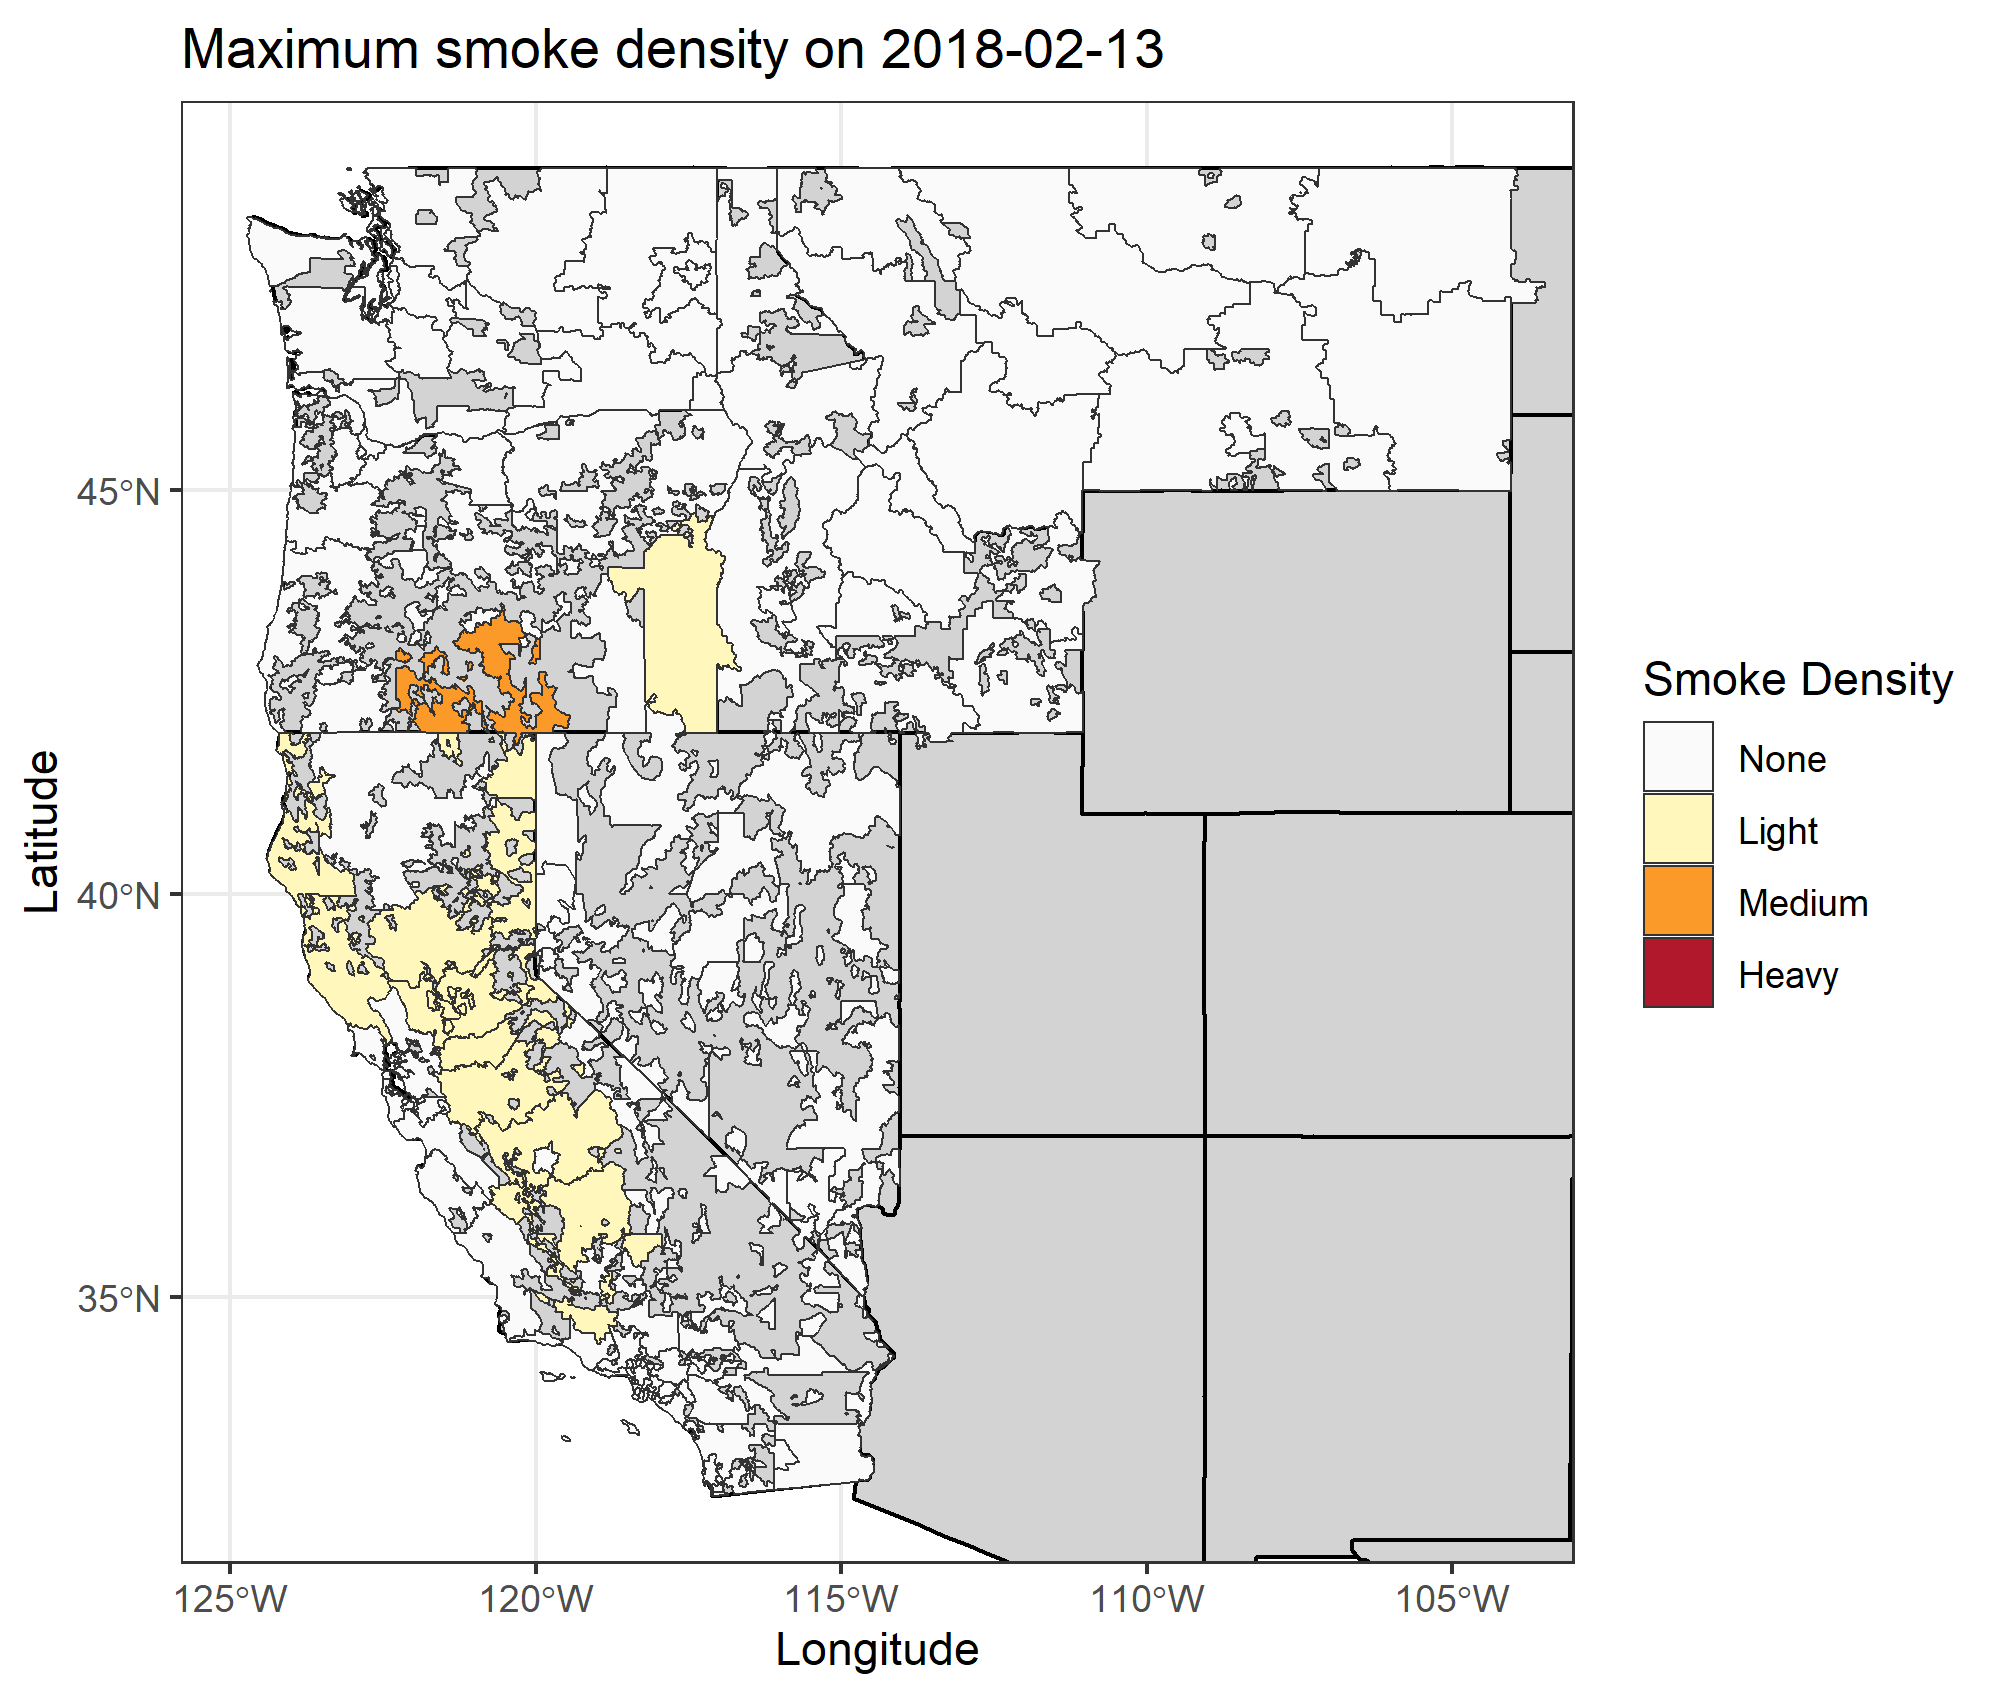 Maximum smoke density on 2018-02-13
Latitude
45°N
40°N
35°N
125°W
120°W
115°W
110°W
105°W
Longitude
Smoke Density
None
Light
Medium
Heavy